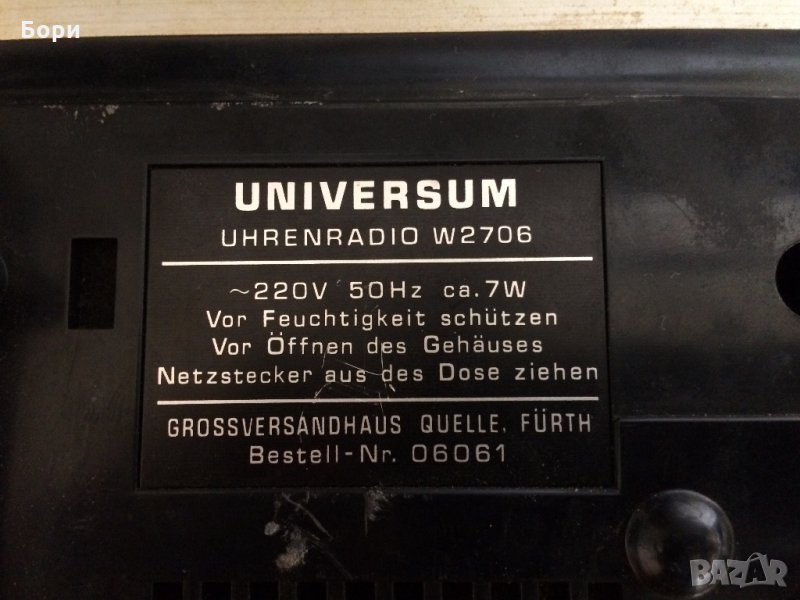 Бори
UNIVERSUM
UHRENRADIO W2706
~220V 50Hz ca.7W
Vor Feuchtigkeit schützen
Vor Öffnen des Gehäuses
Netzstecker aus des Dose ziehen
GROSSVERSANDHAUS QUELLE, FÜRTH
Bestell-Nr. 06061
BAZAR